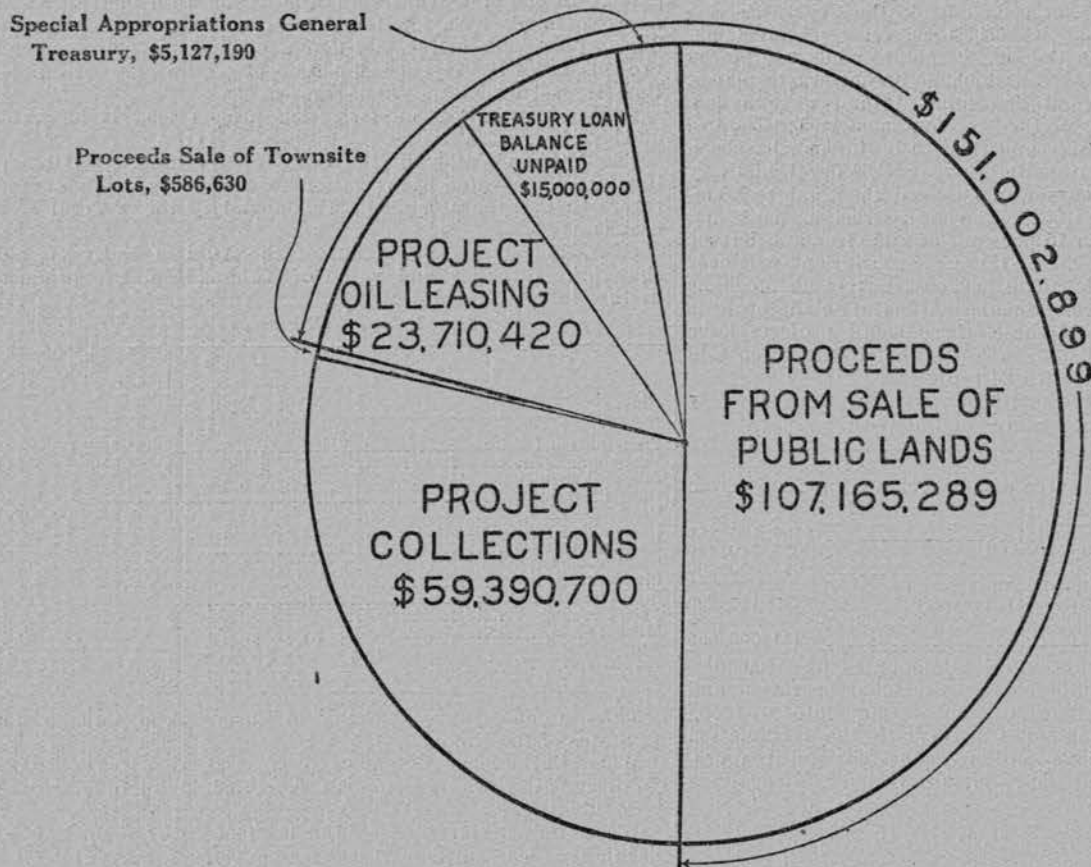 Special Appropriations General
Treasury, $5,127,190
Proceeds Sale of Townsite
Lots, $586,630
TREASURY LOAN
BALANCE
UNPAID
$15,000,000
PROJECT
OIL LEASING
$23,710,420
$151,002,899
PROCEEDS
FROM SALE OF
PUBLIC LANDS
$107,165,289
PROJECT
COLLECTIONS
$59,390,700